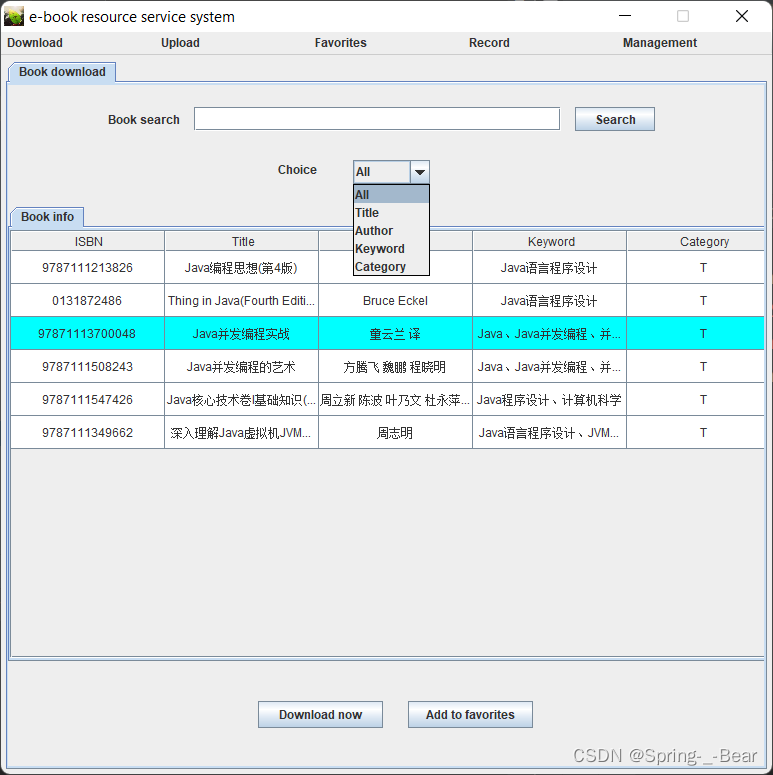 e-book resource service system
Download Upload Favorites Record Management
Book download
Book search Search
Choice All
All
Title
Author
Keyword
Category
Book info
ISBN Title Keyword Category
9787111213826 Java编程思想(第4版) Java语言程序设计 T
0131872486 Thing in Java(Fourth Editi... Bruce Eckel Java语言程序设计 T
97871113700048 Java并发编程实战 童云兰 译 Java、Java并发编程、并... T
9787111508243 Java并发编程的艺术 方腾飞 魏鹏 程晓明 Java、Java并发编程、并... T
9787111547426 Java核心技术卷I基础知识(... 周立新 陈波 叶乃文 杜永萍... Java程序设计、计算机科学 T
9787111349662 深入理解Java虚拟机JVM... 周志明 Java语言程序设计、JVM... T
Download now Add to favorites
CSDN @Spring-_-Bear